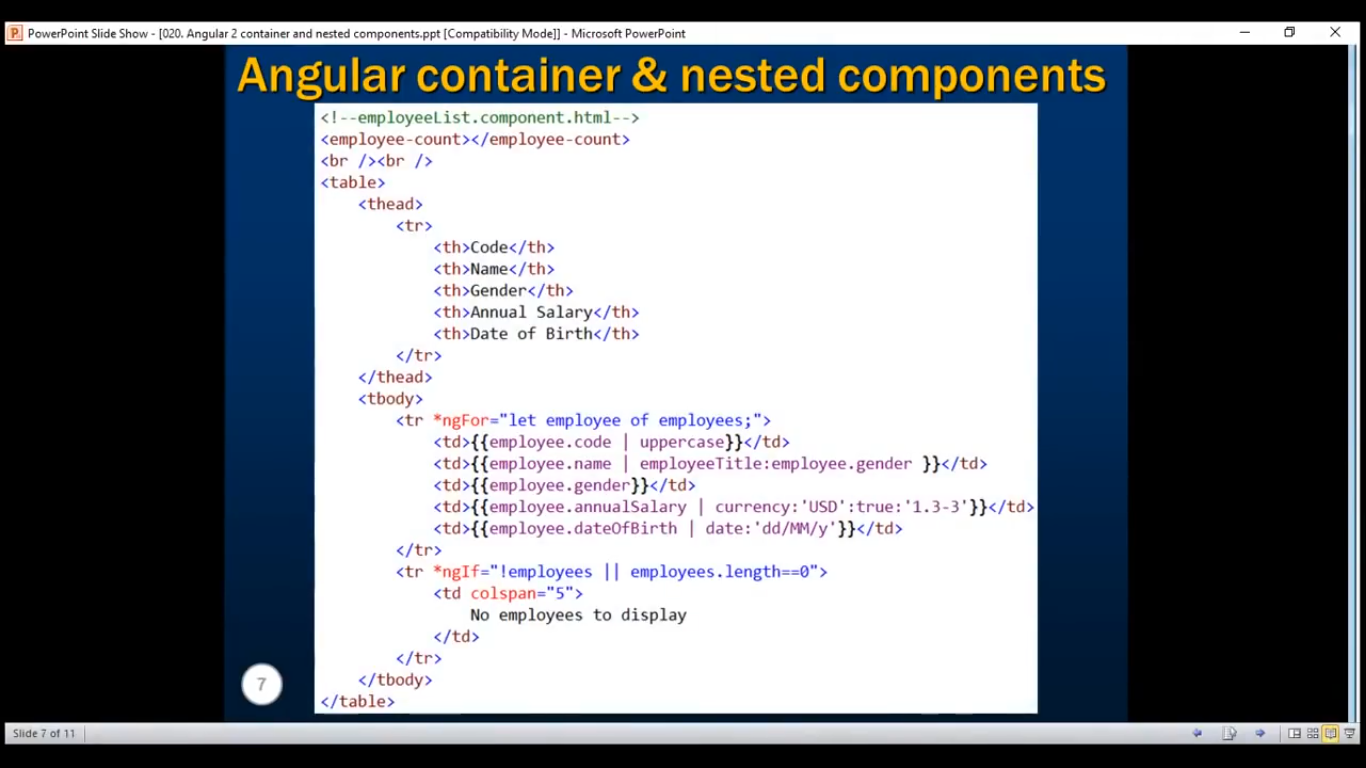 PowerPoint Slide Show - [020. Angular 2 container and nested components.ppt [Compatibility Mode]] - Microsoft PowerPoint
Angular container & nested components
<!--employeeList.component.html-->
<employee-count></employee-count>
<br /><br />
<table>
    <thead>
        <tr>
            <th>Code</th>
            <th>Name</th>
            <th>Gender</th>
            <th>Annual Salary</th>
            <th>Date of Birth</th>
        </tr>
    </thead>
    <tbody>
        <tr *ngFor="let employee of employees;">
            <td>{{employee.code | uppercase}}</td>
            <td>{{employee.name | employeeTitle:employee.gender }}</td>
            <td>{{employee.gender}}</td>
            <td>{{employee.annualSalary | currency:'USD':true:'1.3-3'}}</td>
            <td>{{employee.dateOfBirth | date:'dd/MM/y'}}</td>
        </tr>
        <tr *ngIf="!employees || employees.length==0">
            <td colspan="5">
                No employees to display
            </td>
        </tr>
    </tbody>
</table>
7
Slide 7 of 11